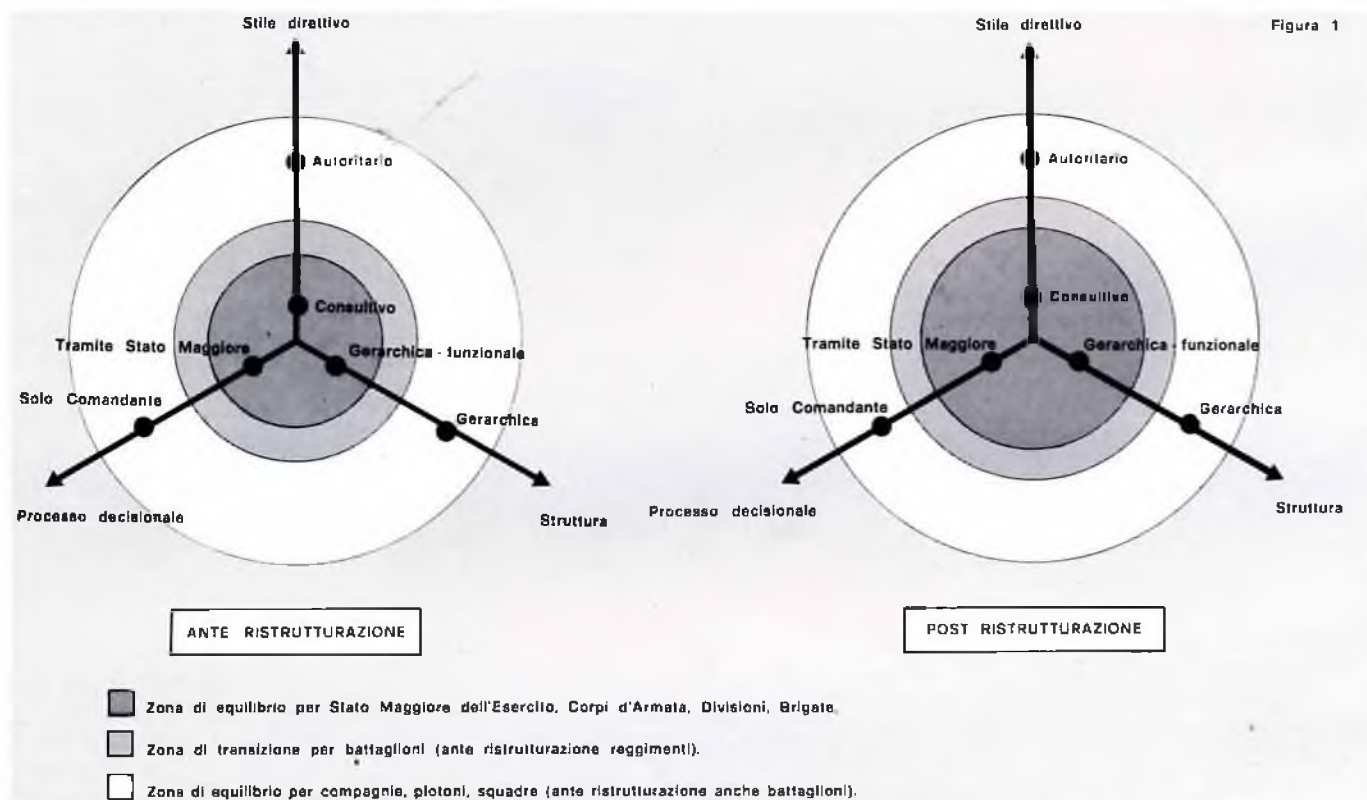 Figura 1
Stile direttivo
Autoritario
Consultivo
Tramite Stato Maggiore
Gerarchica - funzionale
Solo Comandante
Gerarchica
Processo decisionale
Struttura
ANTE RISTRUTTURAZIONE
Stile direttivo
Autoritario
Consultivo
Tramite Stato Maggiore
Gerarchica - funzionale
Solo Comandante
Gerarchica
Processo decisionale
Struttura
POST RISTRUTTURAZIONE
Zona di equilibrio per Stato Maggiore dell'Esercito, Corpi d'Armata, Divisioni, Brigate.
Zona di transizione per battaglioni (ante ristrutturazione reggimenti).
Zona di equilibrio per compagnie, plotoni, squadre (ante ristrutturazione anche battaglioni).